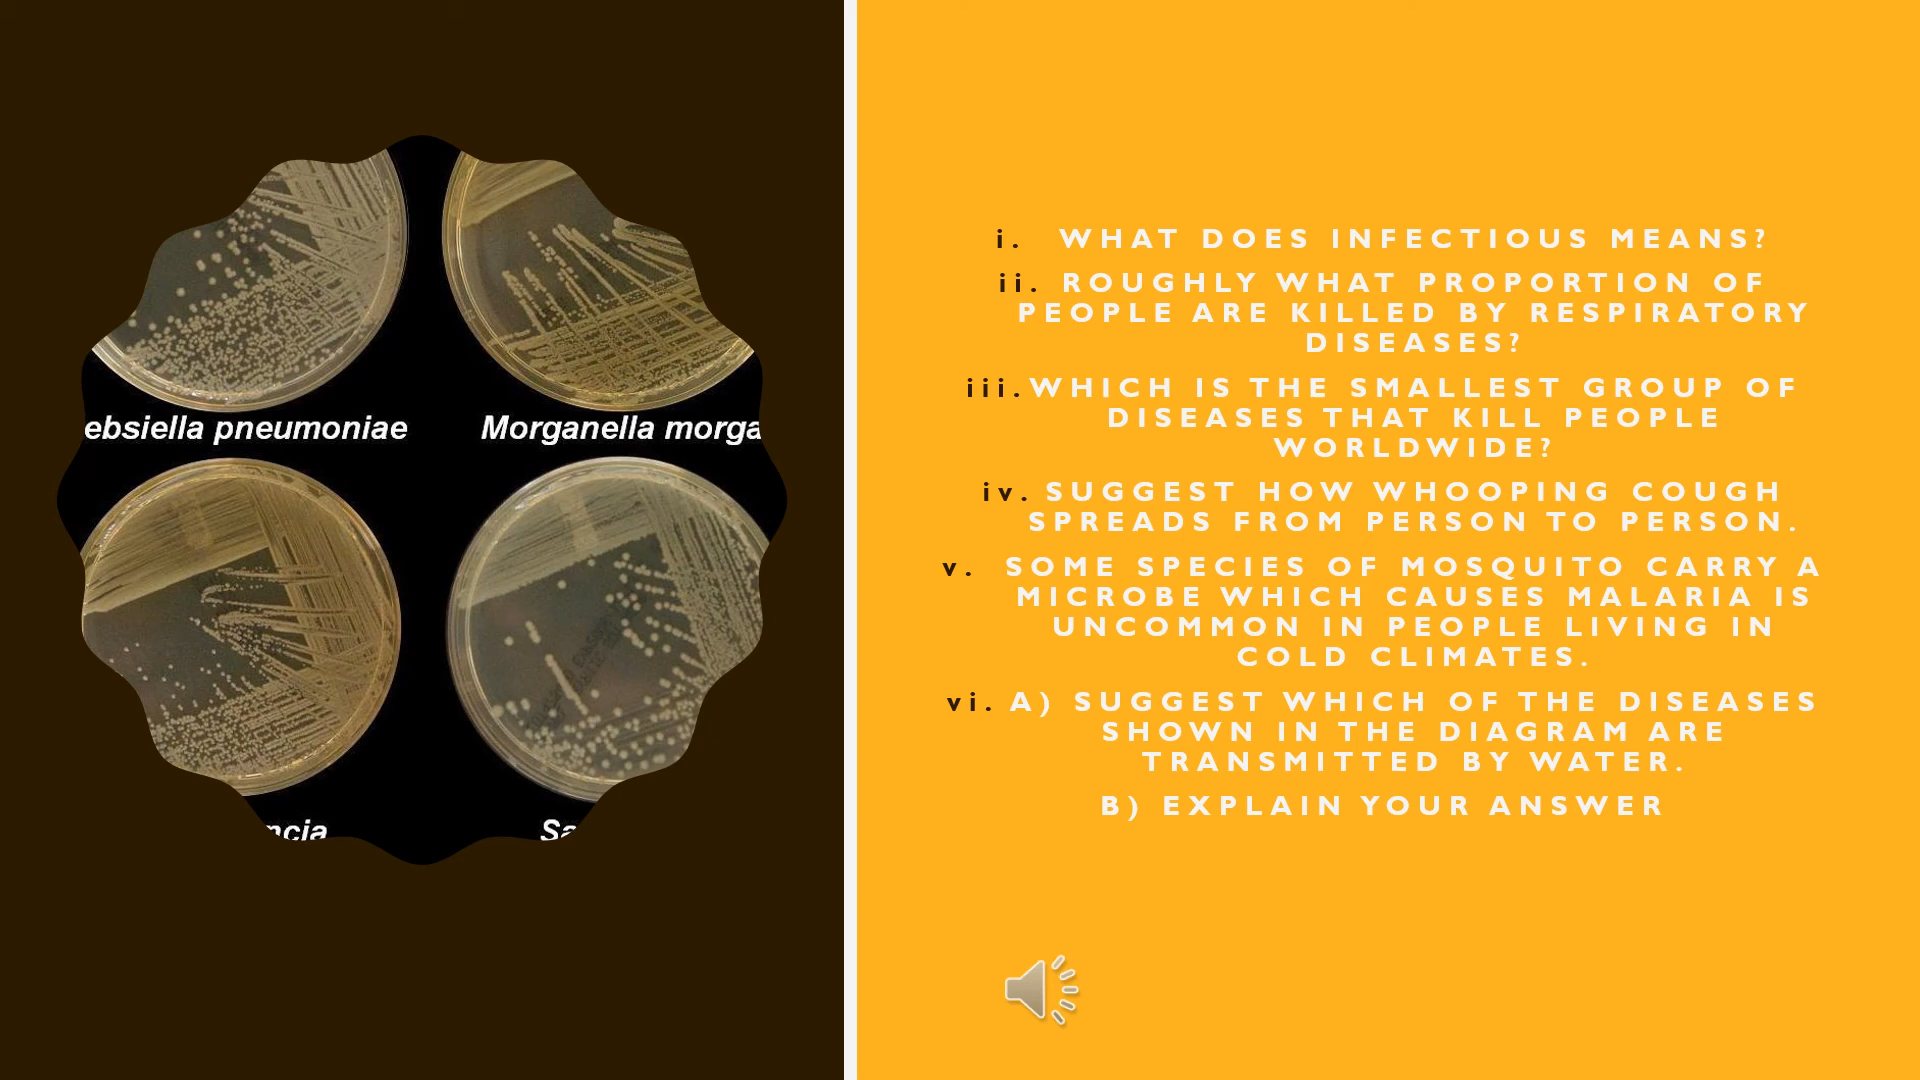 ebsiella pneumoniae
Morganella morga
ncia
Sa
i. WHAT DOES INFECTIOUS MEANS?
ii. ROUGHLY WHAT PROPORTION OF
PEOPLE ARE KILLED BY RESPIRATORY
DISEASES?
iii. WHICH IS THE SMALLEST GROUP OF
DISEASES THAT KILL PEOPLE
WORLDWIDE?
iv. SUGGEST HOW WHOOPING COUGH
SPREADS FROM PERSON TO PERSON.
v. SOME SPECIES OF MOSQUITO CARRY A
MICROBE WHICH CAUSES MALARIA IS
UNCOMMON IN PEOPLE LIVING IN
COLD CLIMATES.
vi. A) SUGGEST WHICH OF THE DISEASES
SHOWN IN THE DIAGRAM ARE
TRANSMITTED BY WATER.
B) EXPLAIN YOUR ANSWER